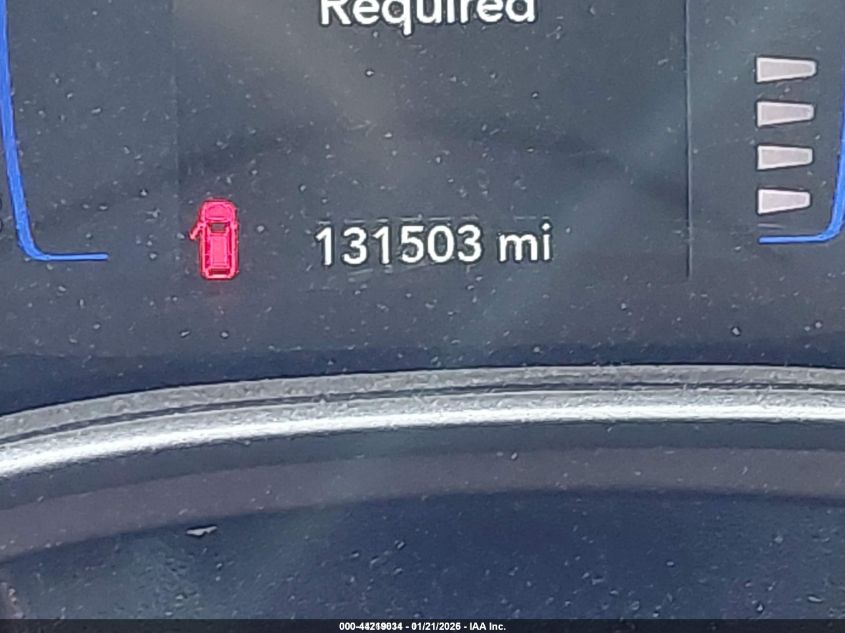 Required
131503 mi
000-44219034 - 01/21/2026 - IAA Inc.